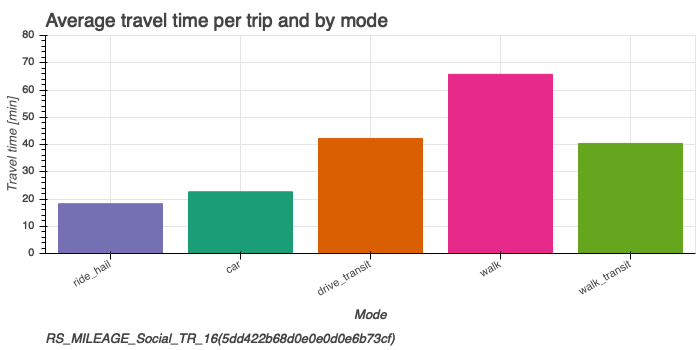 Average travel time per trip and by mode
80
70
60
50
40
30
20
10
0
Travel time [min]
ride_hail
car
drive_transit
walk
walk_transit
Mode
RS_MILEAGE_Social_TR_16(5dd422b68d0e0e0d0e6b73cf)